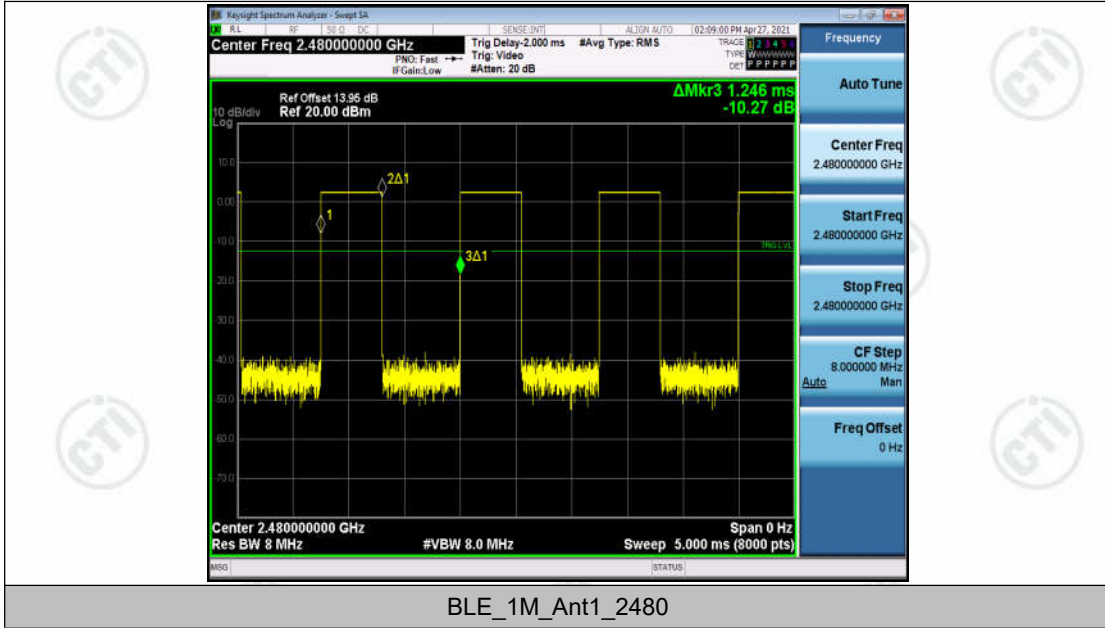 Keysight Spectrum Analyzer - Swept SA
RL RF 50 Ω DC SENSE:INT ALIGN AUTO 02:09:00 PM Apr 27, 2021
Center Freq 2.480000000 GHz
PNO: Fast
IFGain:Low
Trig Delay-2.000 ms
Trig: Video
#Atten: 20 dB
#Avg Type: RMS
TRACE 1 2 3 4 5 6
TYPE WWWWWW
DET P P P P P P
Frequency
Auto Tune
Center Freq
2.480000000 GHz
Start Freq
2.480000000 GHz
Stop Freq
2.480000000 GHz
CF Step
8.000000 MHz
Auto Man
Freq Offset
0 Hz
ΔMkr3 1.246 ms
-10.27 dB
Ref Offset 13.95 dB
10 dB/div Ref 20.00 dBm
Log
10.0
0.00
-10.0
-20.0
-30.0
-40.0
-50.0
-60.0
-70.0
1
2Δ1
3Δ1
TRIG LVL
Center 2.480000000 GHz Span 0 Hz
Res BW 8 MHz #VBW 8.0 MHz Sweep 5.000 ms (8000 pts)
MSG STATUS
BLE_1M_Ant1_2480
CTI
CTI
CTI
CTI